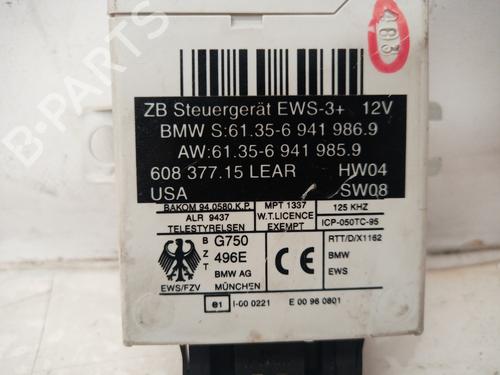 483
ZB Steuergerät EWS-3+ 12V
BMW S:61.35-6 941 986.9
AW:61.35-6 941 985.9
608 377.15 LEAR HW04
USA SW08
BAKOM 94.0580.K.P. MPT 1337 125 KHZ
ALR 9437 W.T.LICENCE ICP-050TC-95
TELESTYRELSEN EXEMPT
B G750 RTT/D/X1162
Z 496E BMW
T BMW AG EWS
EWS/FZV MÜNCHEN CE
e1 I-00 0221 E 00 96 0801
B-PARTS